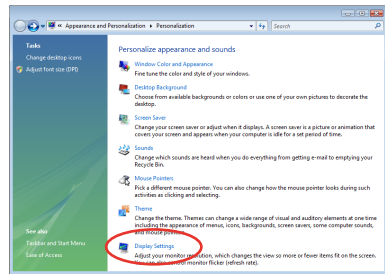 « Appearance and Personalization ▸ Personalization
Search
Tasks
Change desktop icons
Adjust font size (DPI)
See also
Taskbar and Start Menu
Ease of Access
Personalize appearance and sounds
Window Color and Appearance
Fine tune the color and style of your windows.
Desktop Background
Choose from available backgrounds or colors or use one of your own pictures to decorate the
desktop.
Screen Saver
Change your screen saver or adjust when it displays. A screen saver is a picture or animation that
covers your screen and appears when your computer is idle for a set period of time.
Sounds
Change which sounds are heard when you do everything from getting e-mail to emptying your
Recycle Bin.
Mouse Pointers
Pick a different mouse pointer. You can also change how the mouse pointer looks during such
activities as clicking and selecting.
Theme
Change the theme. Themes can change a wide range of visual and auditory elements at one time
including the appearance of menus, icons, backgrounds, screen savers, some computer sounds,
and mouse pointers.
Display Settings
Adjust your monitor resolution, which changes the view so more or fewer items fit on the screen.
You can also control monitor flicker (refresh rate).